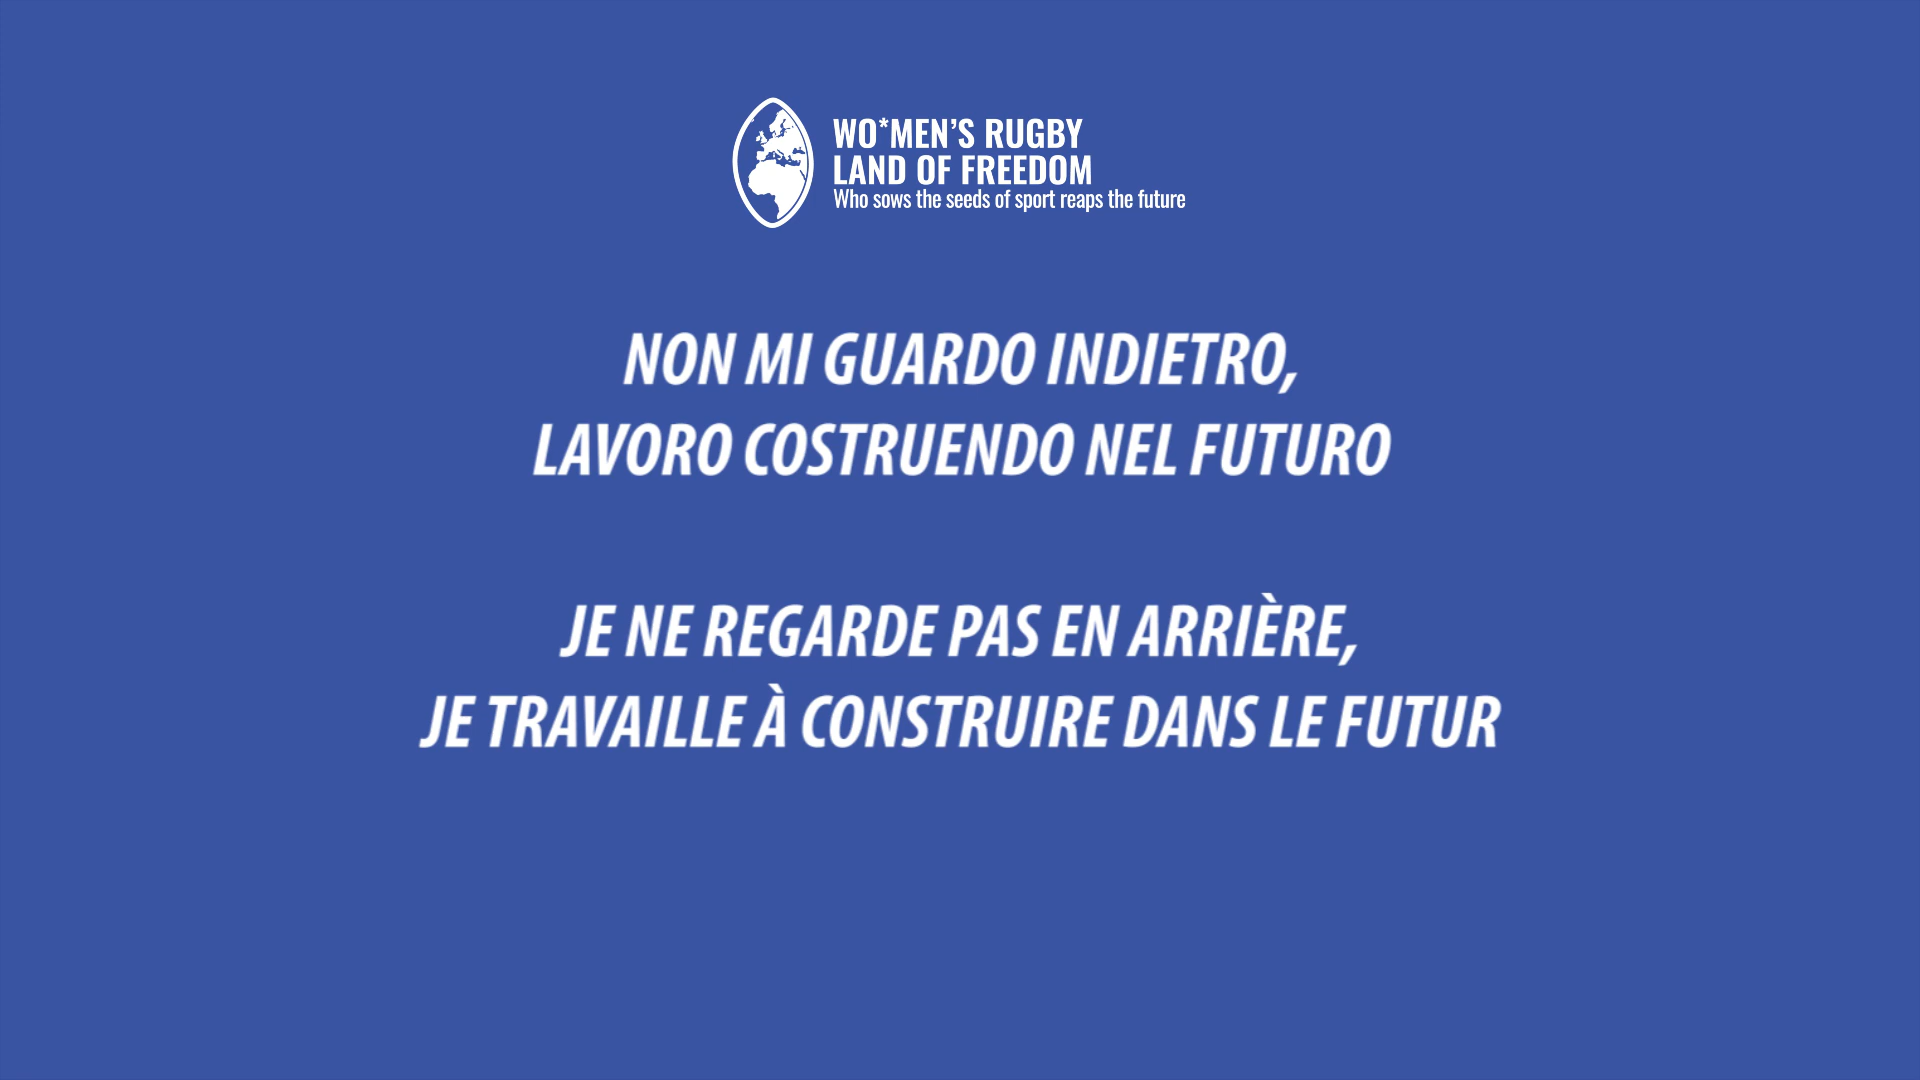 WO*MEN'S RUGBY
LAND OF FREEDOM
Who sows the seeds of sport reaps the future
NON MI GUARDO INDIETRO,
LAVORO COSTRUENDO NEL FUTURO
JE NE REGARDE PAS EN ARRIÈRE,
JE TRAVAILLE À CONSTRUIRE DANS LE FUTUR